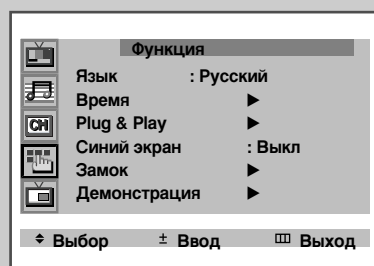 Функция
Язык : Русский
Время ►
Plug & Play ►
Синий экран : Выкл
CH
Замок ►
Демонстрация ►
Выбор ± Ввод Выход